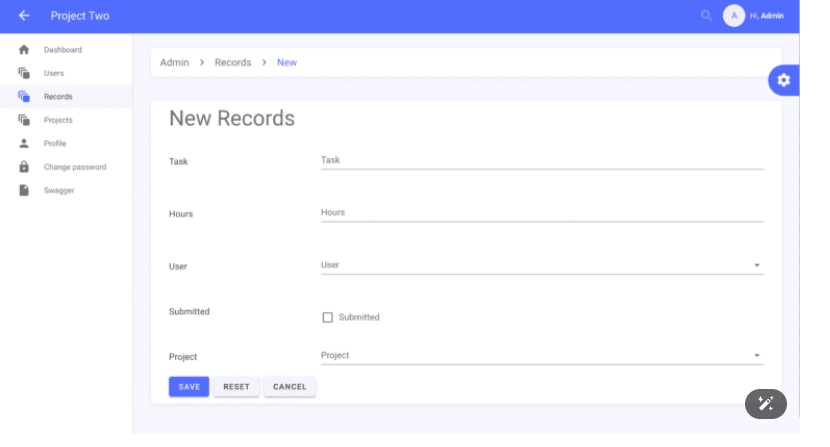 Project Two
A Hi, Admin
Dashboard
Users
Records
Projects
Profile
Change password
Swagger
Admin > Records > New
New Records
Task Task
Hours Hours
User User
Submitted Submitted
Project Project
SAVE RESET CANCEL